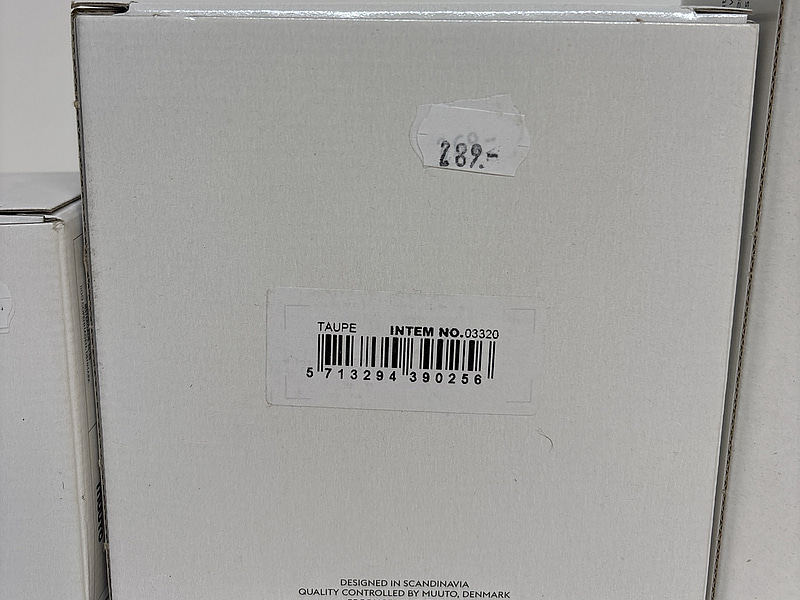 289.-
TAUPE INTEM NO. 03320
5 713294 390256
DESIGNED IN SCANDINAVIA
QUALITY CONTROLLED BY MUUTO, DENMARK